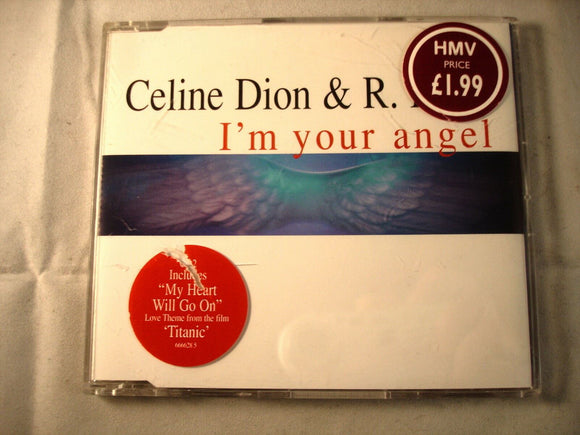 Celine Dion & R.
I'm your angel
HMV
PRICE
£1.99
Includes
"My Heart
Will Go On"
Love Theme from the film
'Titanic'
666628 5